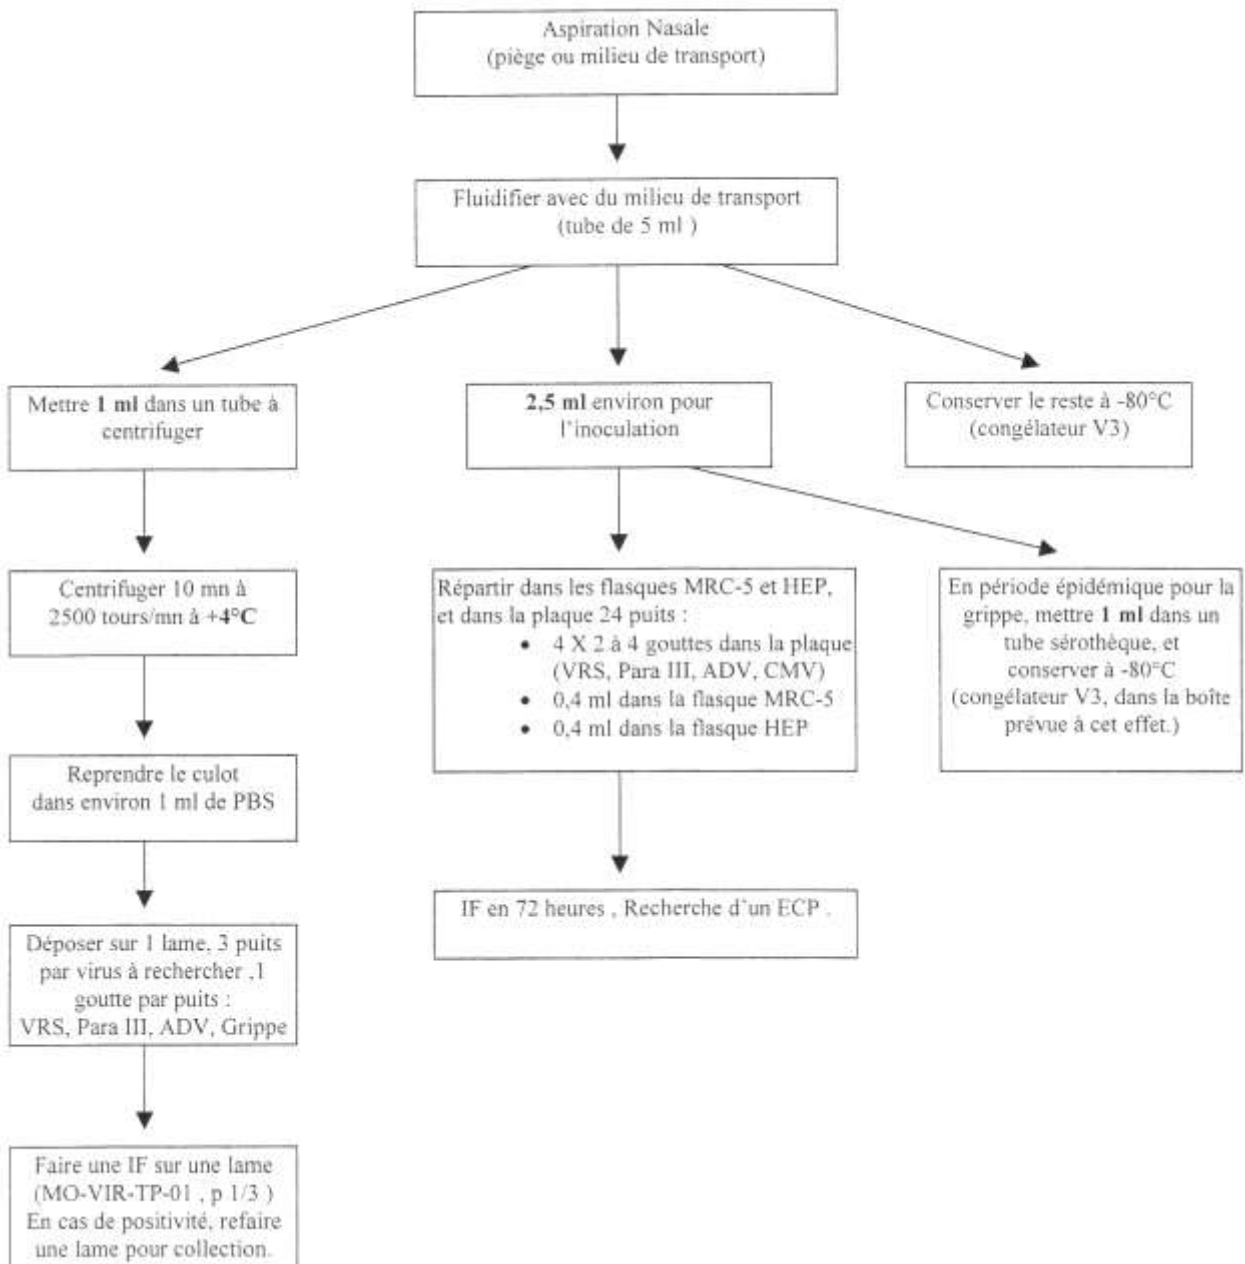 Aspiration Nasale
(piège ou milieu de transport)
Fluidifier avec du milieu de transport
(tube de 5 ml )
Mettre 1 ml dans un tube à
centrifuger
2,5 ml environ pour
l'inoculation
Conserver le reste à -80°C
(congélateur V3)
Centrifuger 10 mn à
2500 tours/mn à +4°C
Répartir dans les flasques MRC-5 et HEP,
et dans la plaque 24 puits :
• 4 X 2 à 4 gouttes dans la plaque
(VRS, Para III, ADV, CMV)
• 0,4 ml dans la flasque MRC-5
• 0,4 ml dans la flasque HEP
En période épidémique pour la
grippe, mettre 1 ml dans un
tube sérothèque, et
conserver à -80°C
(congélateur V3, dans la boîte
prévue à cet effet.)
Reprendre le culot
dans environ 1 ml de PBS
IF en 72 heures , Recherche d'un ECP .
Déposer sur 1 lame, 3 puits
par virus à rechercher ,1
goutte par puits :
VRS, Para III, ADV, Grippe
Faire une IF sur une lame
(MO-VIR-TP-01 , p 1/3 )
En cas de positivité, refaire
une lame pour collection.